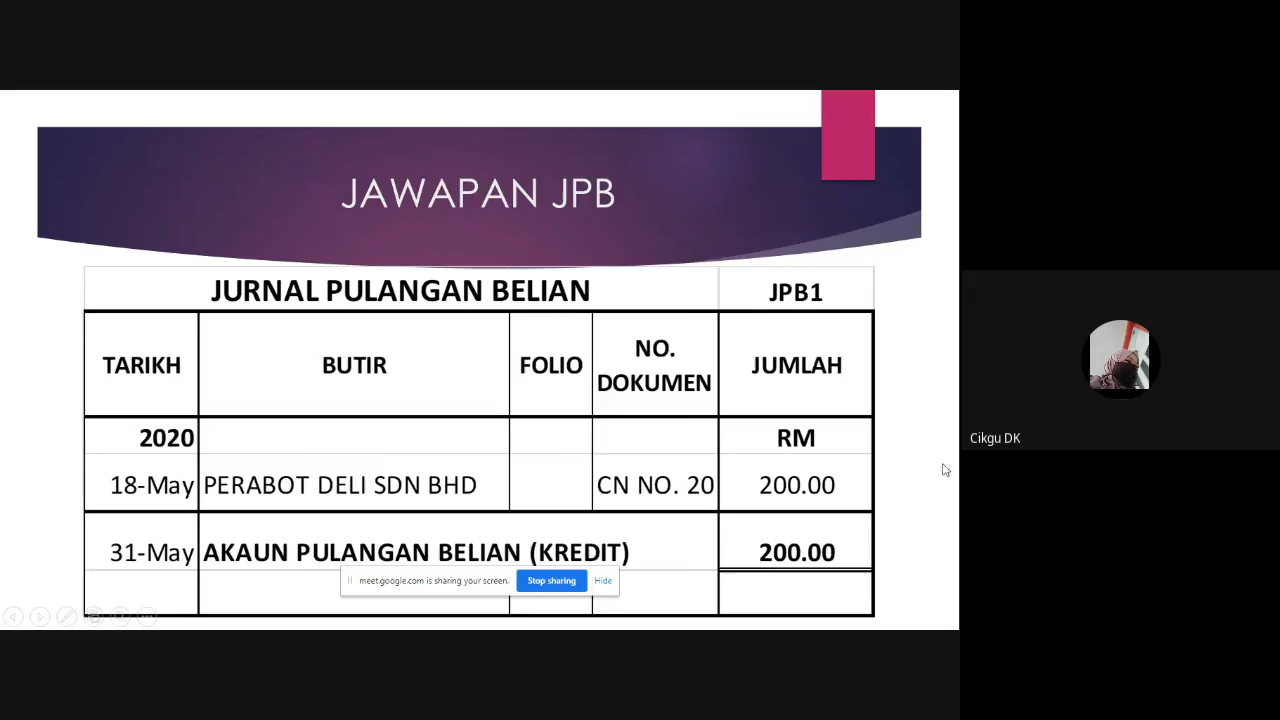 JAWAPAN JPB
JURNAL PULANGAN BELIAN JPB1
TARIKH BUTIR FOLIO NO. DOKUMEN JUMLAH
2020 RM
18-May PERABOT DELI SDN BHD CN NO. 20 200.00
31-May AKAUN PULANGAN BELIAN (KREDIT) 200.00
meet.google.com is sharing your screen. Stop sharing Hide
Cikgu DK